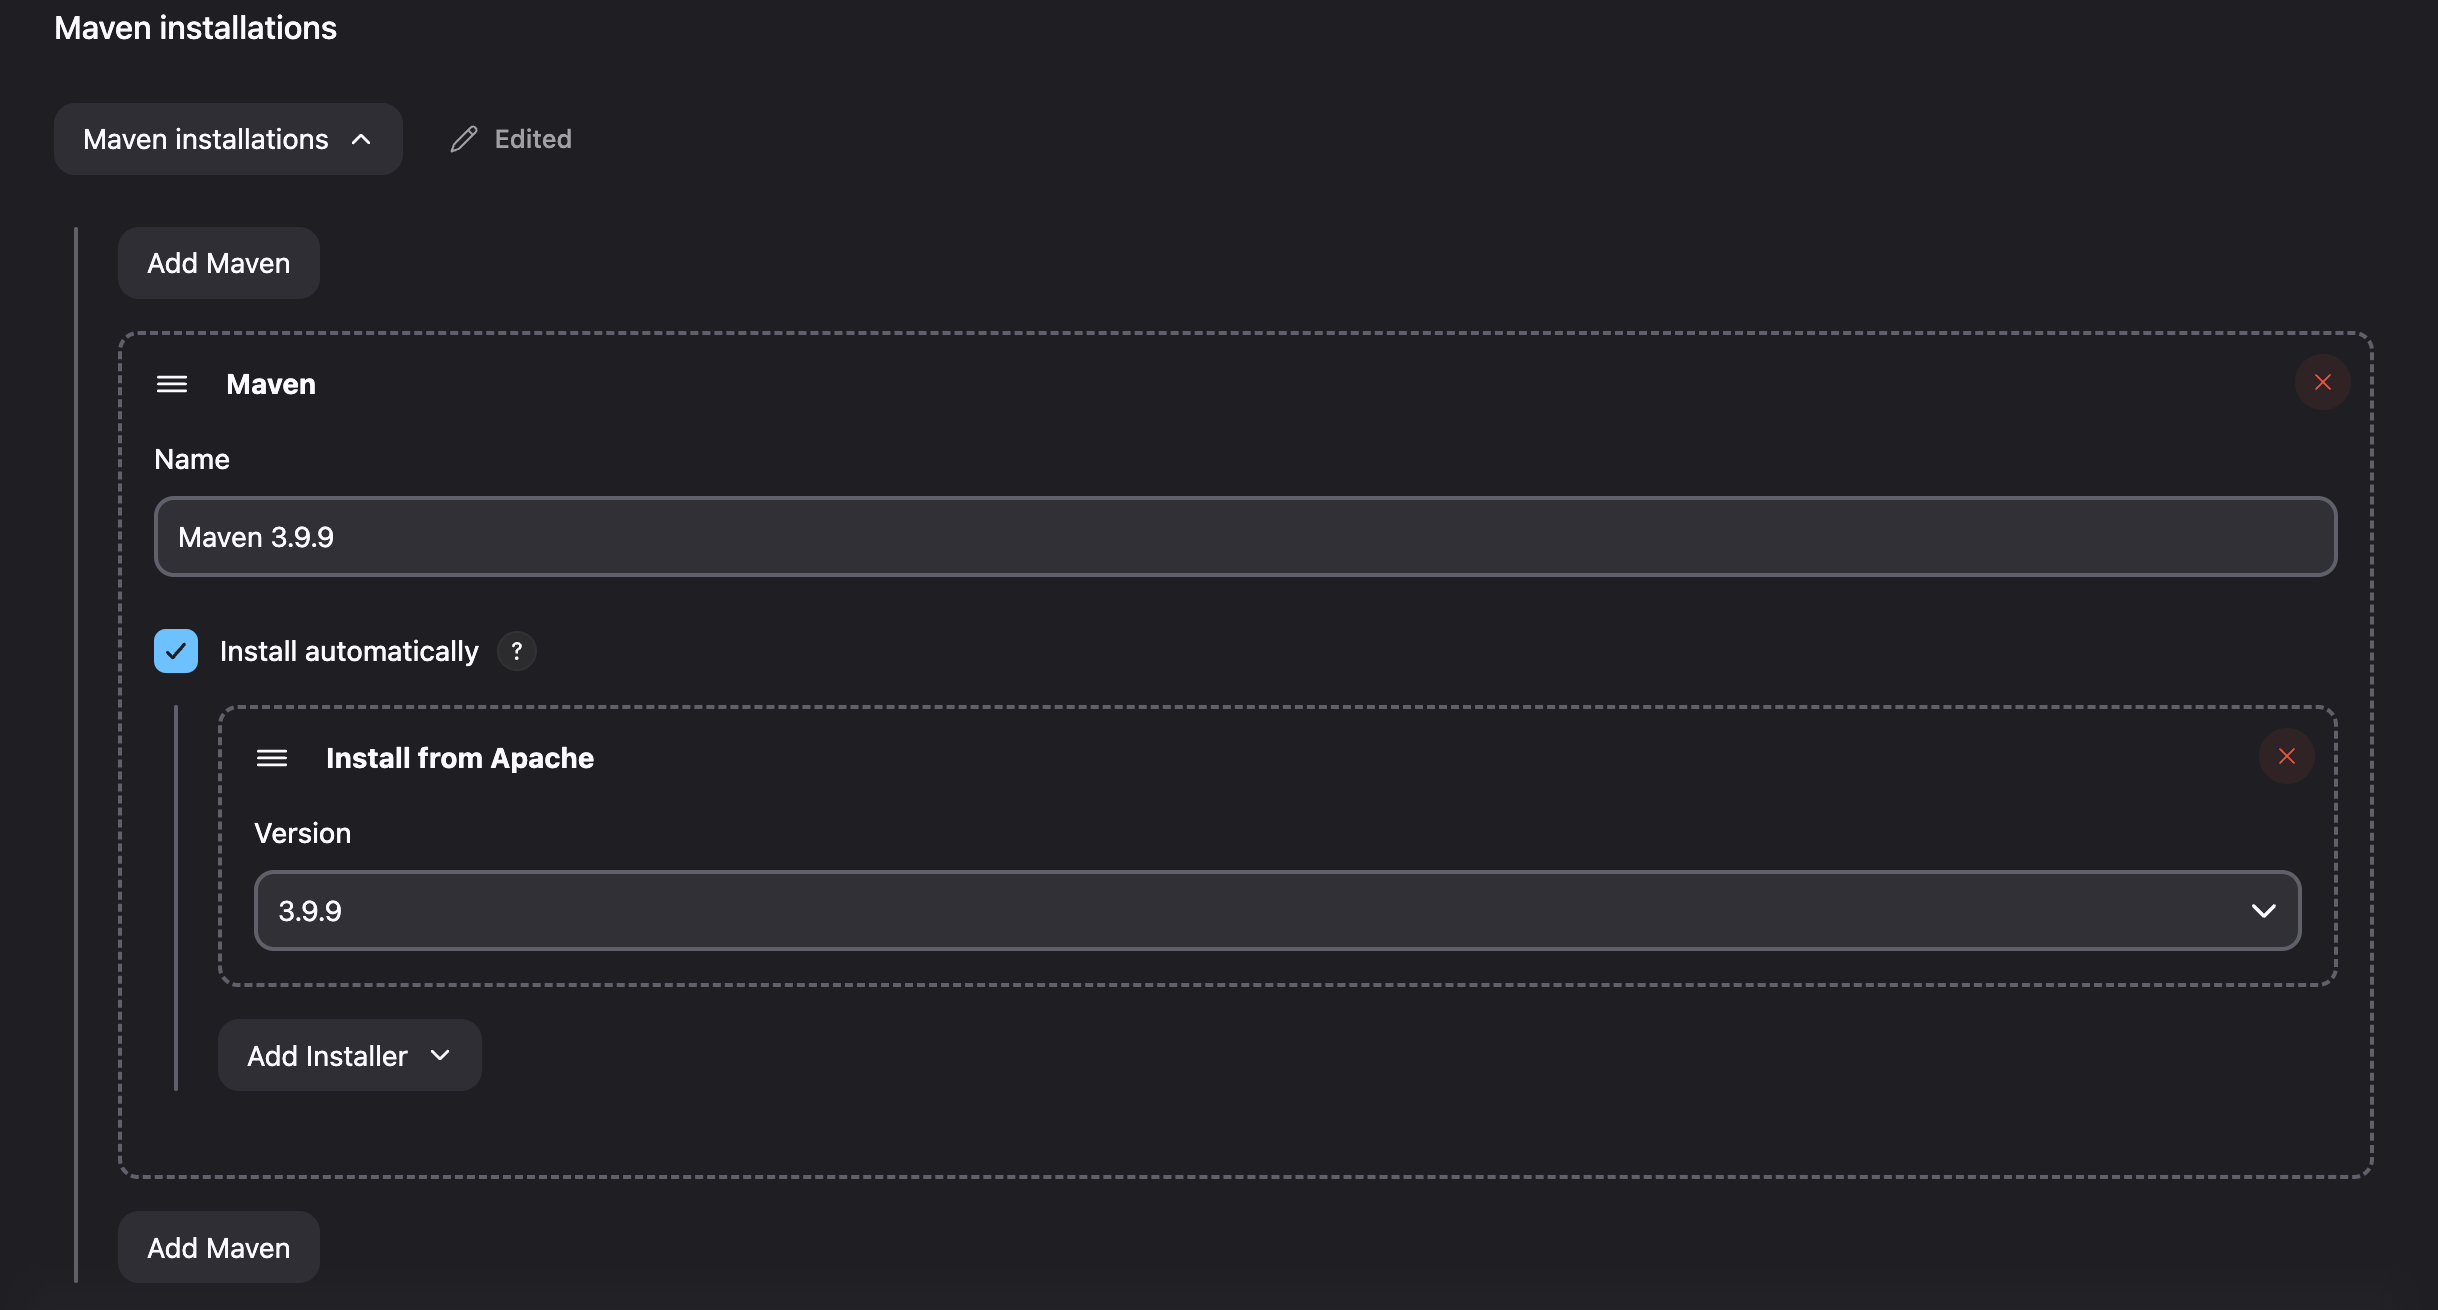 Maven installations
Maven installations
Edited
Add Maven
Maven
Name
Maven 3.9.9
Install automatically ?
Install from Apache
Version
3.9.9
Add Installer
Add Maven